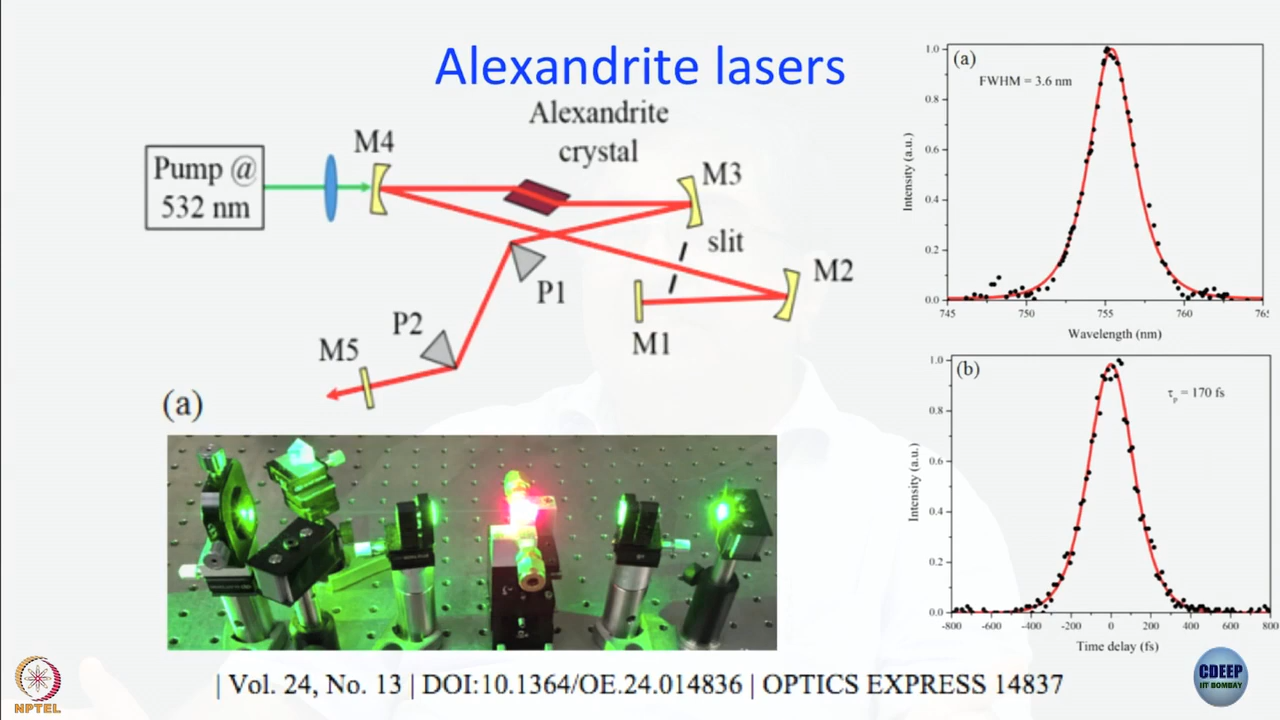 Alexandrite lasers
Pump @
532 nm
M4
Alexandrite
crystal
M3
slit
M2
P1
M1
P2
M5
(a)
(a)
FWHM = 3.6 nm
Intensity (a.u.)
1.0
0.8
0.6
0.4
0.2
0.0
745 750 755 760 765
Wavelength (nm)
(b)
τp = 170 fs
Intensity (a.u.)
1.0
0.8
0.6
0.4
0.2
0.0
-800 -600 -400 -200 0 200 400 600 800
Time delay (fs)
| Vol. 24, No. 13 | DOI:10.1364/OE.24.014836 | OPTICS EXPRESS 14837
NPTEL
CDEEP
IIT BOMBAY